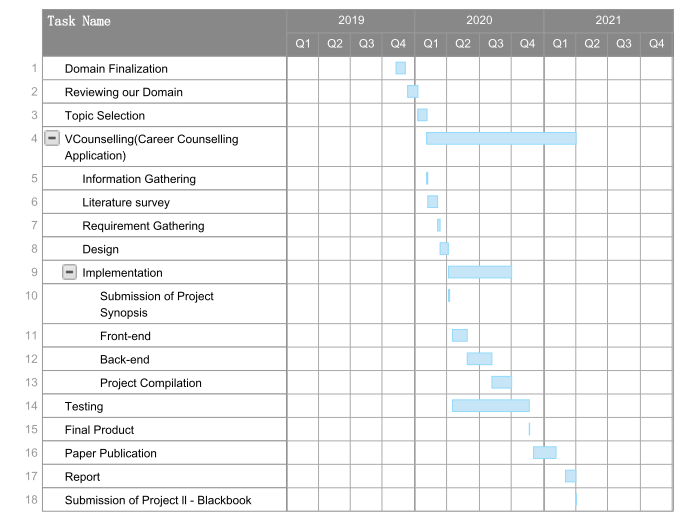 Task Name
2019 2020 2021
Q1 Q2 Q3 Q4 Q1 Q2 Q3 Q4 Q1 Q2 Q3 Q4
1 Domain Finalization
2 Reviewing our Domain
3 Topic Selection
4 VCounselling(Career Counselling
Application)
5 Information Gathering
6 Literature survey
7 Requirement Gathering
8 Design
9 Implementation
10 Submission of Project
Synopsis
11 Front-end
12 Back-end
13 Project Compilation
14 Testing
15 Final Product
16 Paper Publication
17 Report
18 Submission of Project ll - Blackbook